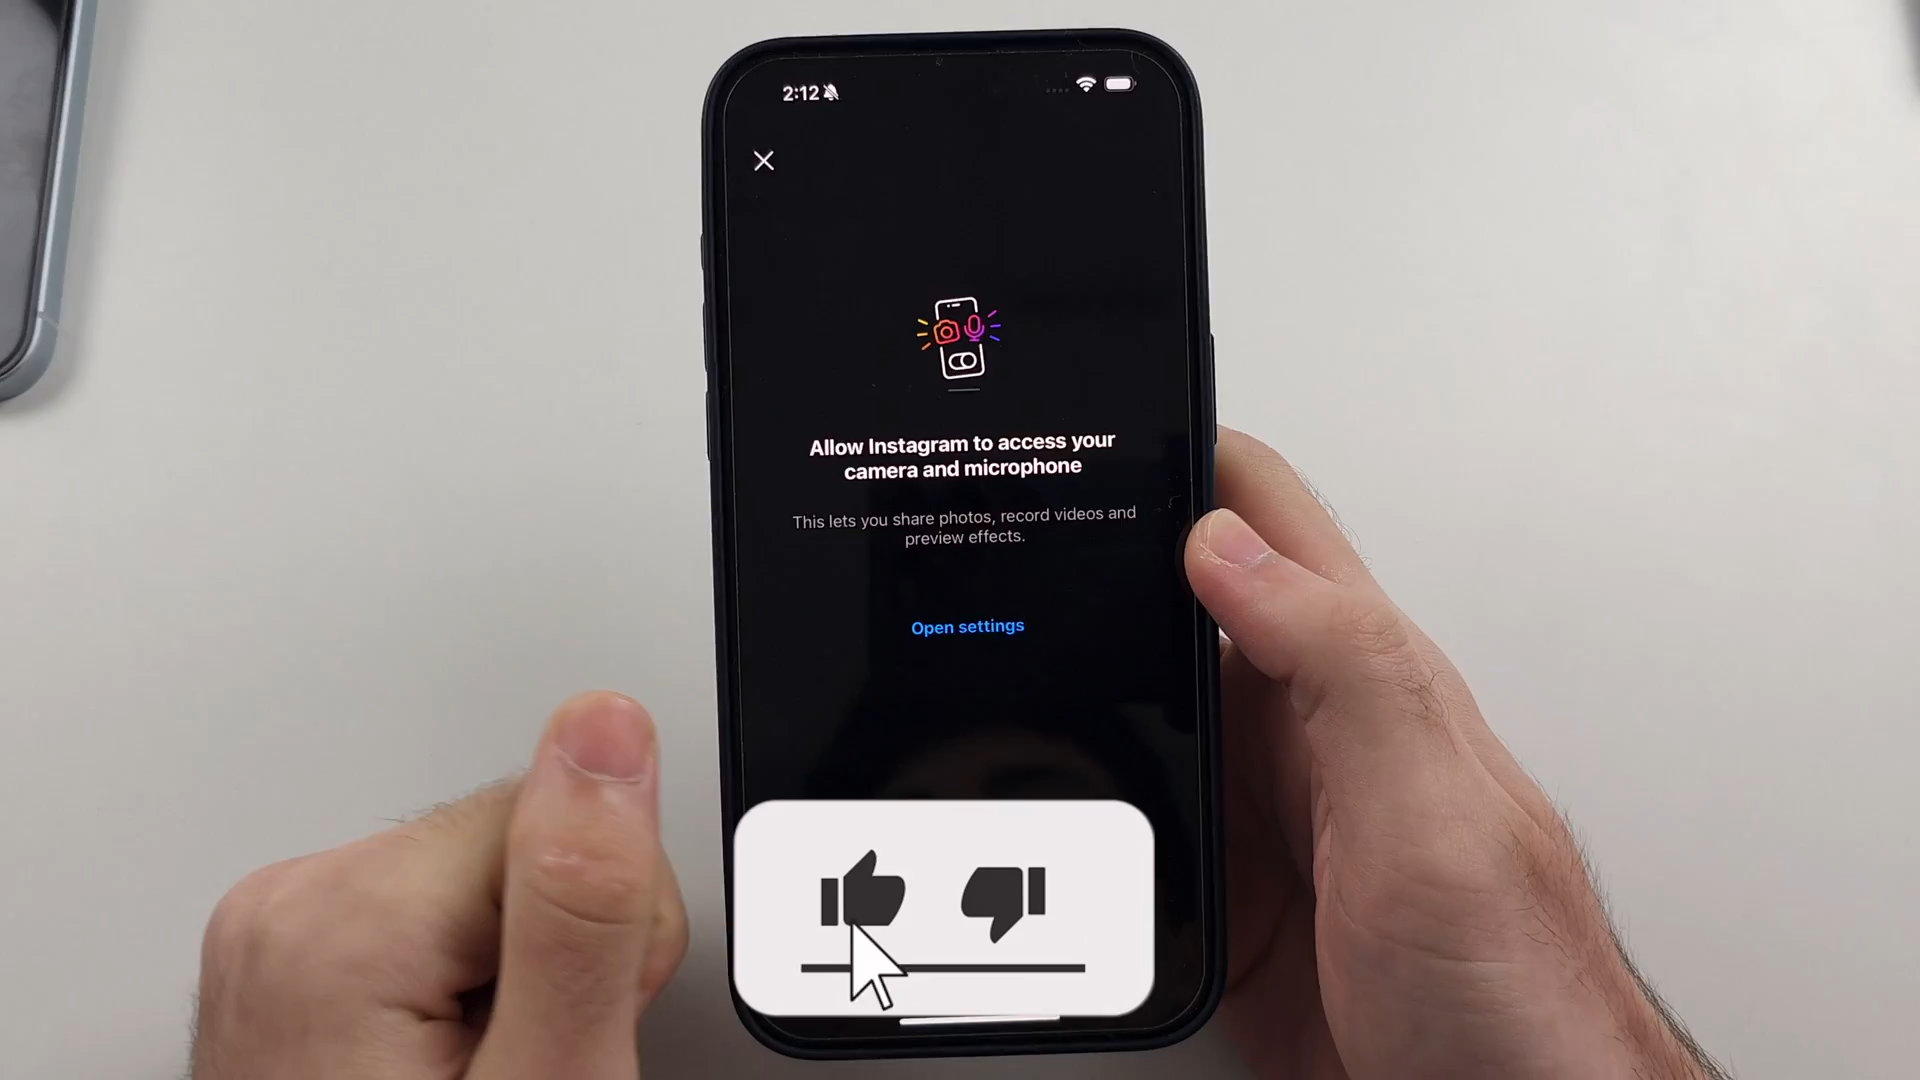 2:12
Allow Instagram to access your
camera and microphone
This lets you share photos, record videos and
preview effects.
Open settings